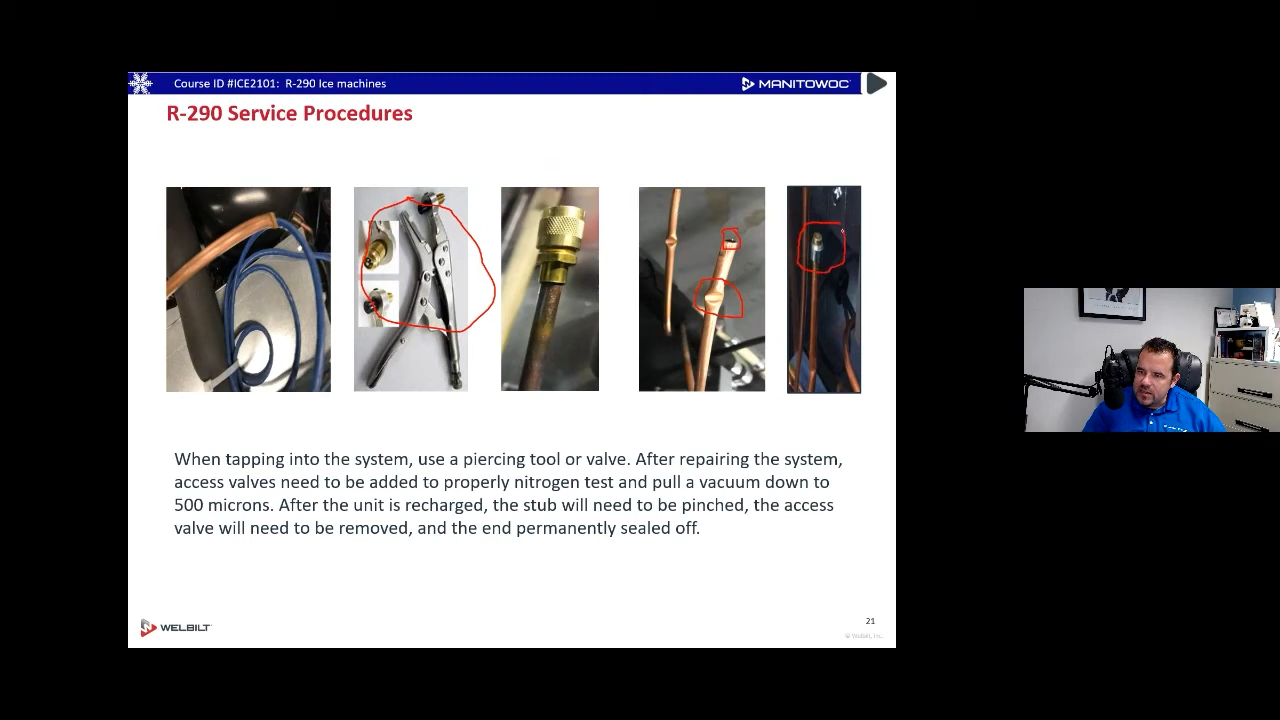 Course ID #ICE2101: R-290 Ice machines
MANITOWOC
R-290 Service Procedures
When tapping into the system, use a piercing tool or valve. After repairing the system,
access valves need to be added to properly nitrogen test and pull a vacuum down to
500 microns. After the unit is recharged, the stub will need to be pinched, the access
valve will need to be removed, and the end permanently sealed off.
WELBILT
21
© Welbilt, Inc.